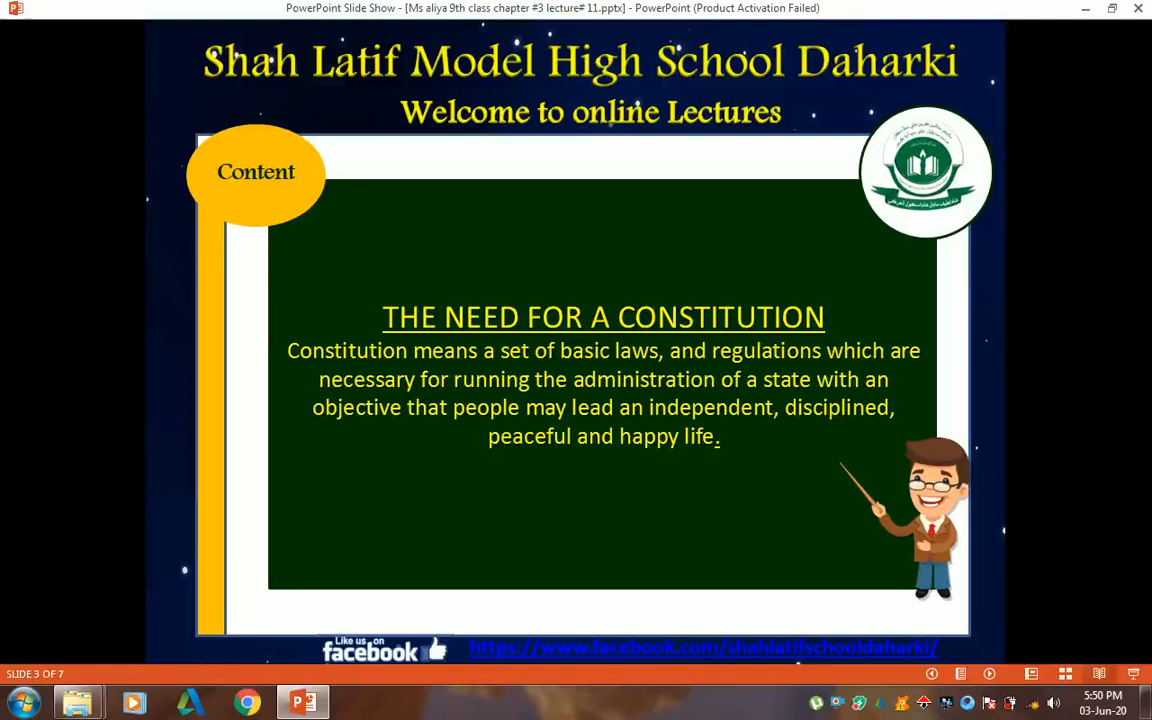 PowerPoint Slide Show - [Ms aliya 9th class chapter #3 lecture# 11.pptx] - PowerPoint (Product Activation Failed)
Shah Latif Model High School Daharki
Welcome to online Lectures
Content
THE NEED FOR A CONSTITUTION
Constitution means a set of basic laws, and regulations which are
necessary for running the administration of a state with an
objective that people may lead an independent, disciplined,
peaceful and happy life.
Like us on
facebook
https://www.facebook.com/shahlatifschooldaharki/
SLIDE 3 OF 7
5:50 PM
03-Jun-20